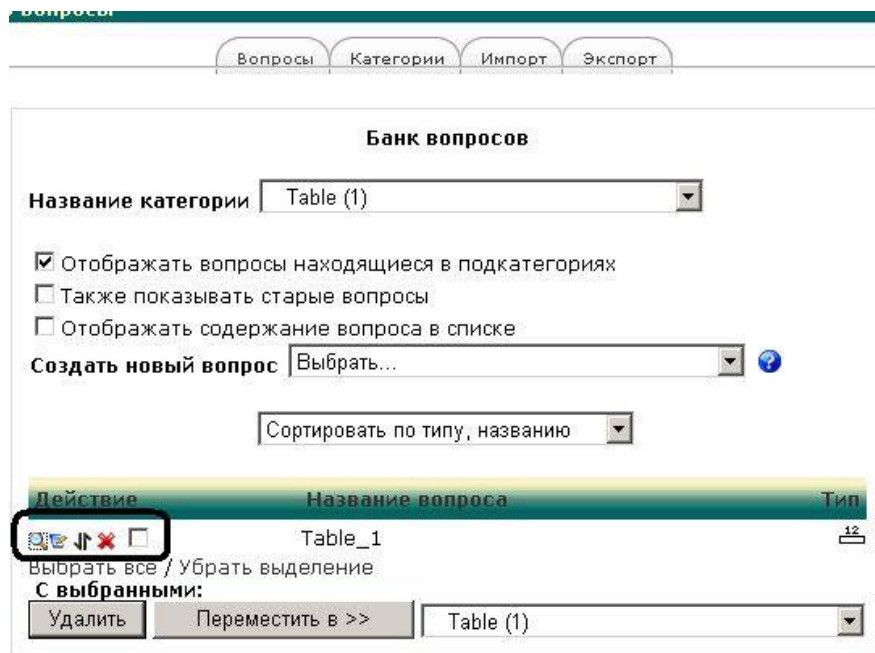 Вопросы
Вопросы Категории Импорт Экспорт
Банк вопросов
Название категории Table (1)
Отображать вопросы находящиеся в подкатегориях
Также показывать старые вопросы
Отображать содержание вопроса в списке
Создать новый вопрос Выбрать... ?
Сортировать по типу, названию
Действие Название вопроса Тип
Table_1 12
Выбрать все / Убрать выделение
С выбранными:
Удалить Переместить в >> Table (1)